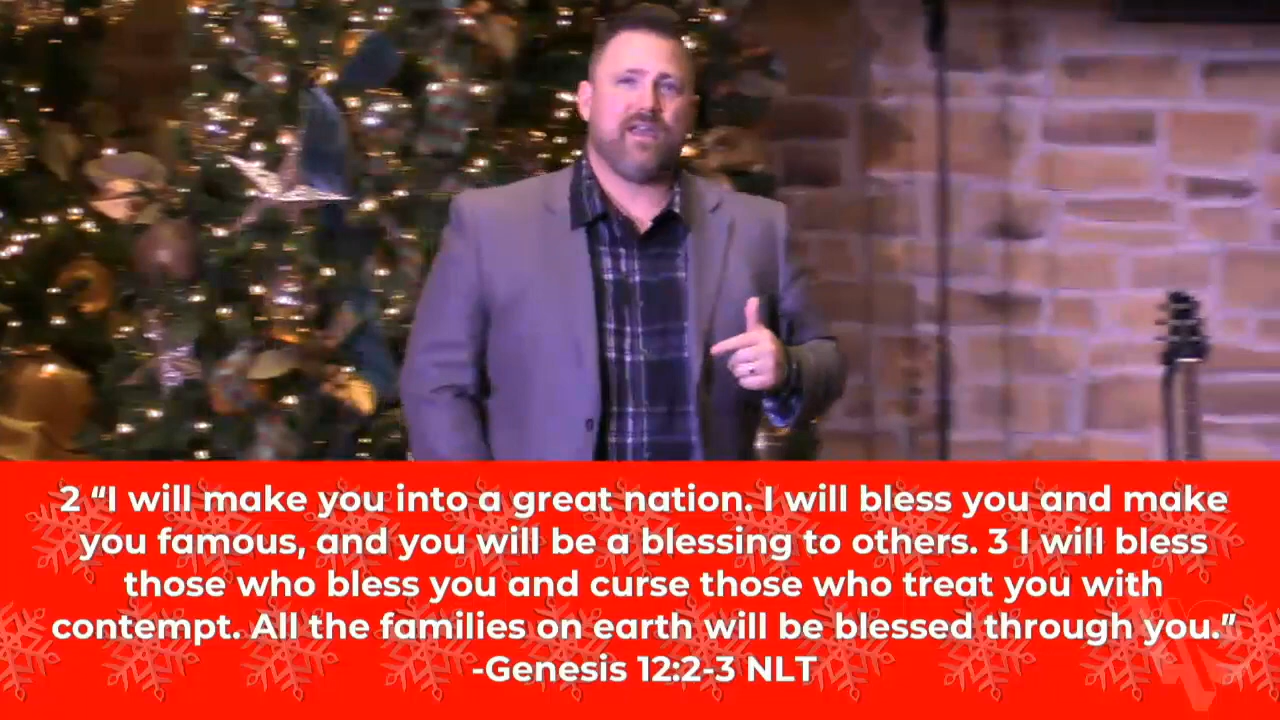 2 “I will make you into a great nation. I will bless you and make
you famous, and you will be a blessing to others. 3 I will bless
those who bless you and curse those who treat you with
contempt. All the families on earth will be blessed through you.”
-Genesis 12:2-3 NLT